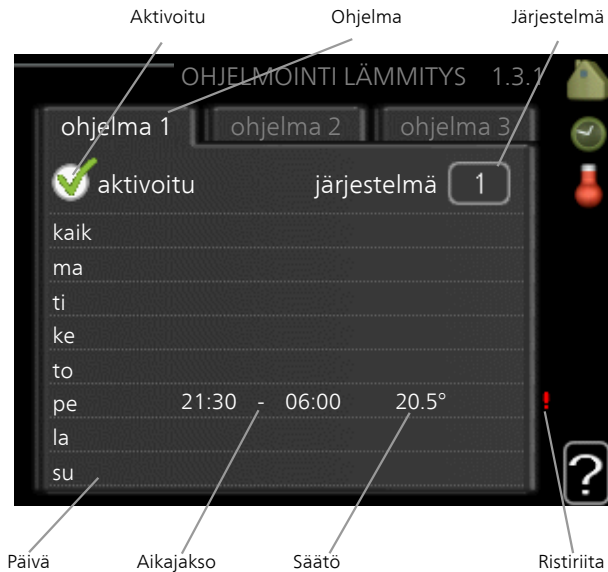 Aktivoitu Ohjelma Järjestelmä
OHJELMOINTI LÄMMITYS 1.3.1
ohjelma 1 ohjelma 2 ohjelma 3
aktivoitu järjestelmä 1
kaik
ma
ti
ke
to
pe 21:30 - 06:00 20.5° !
la
su
?
Päivä Aikajakso Säätö Ristiriita